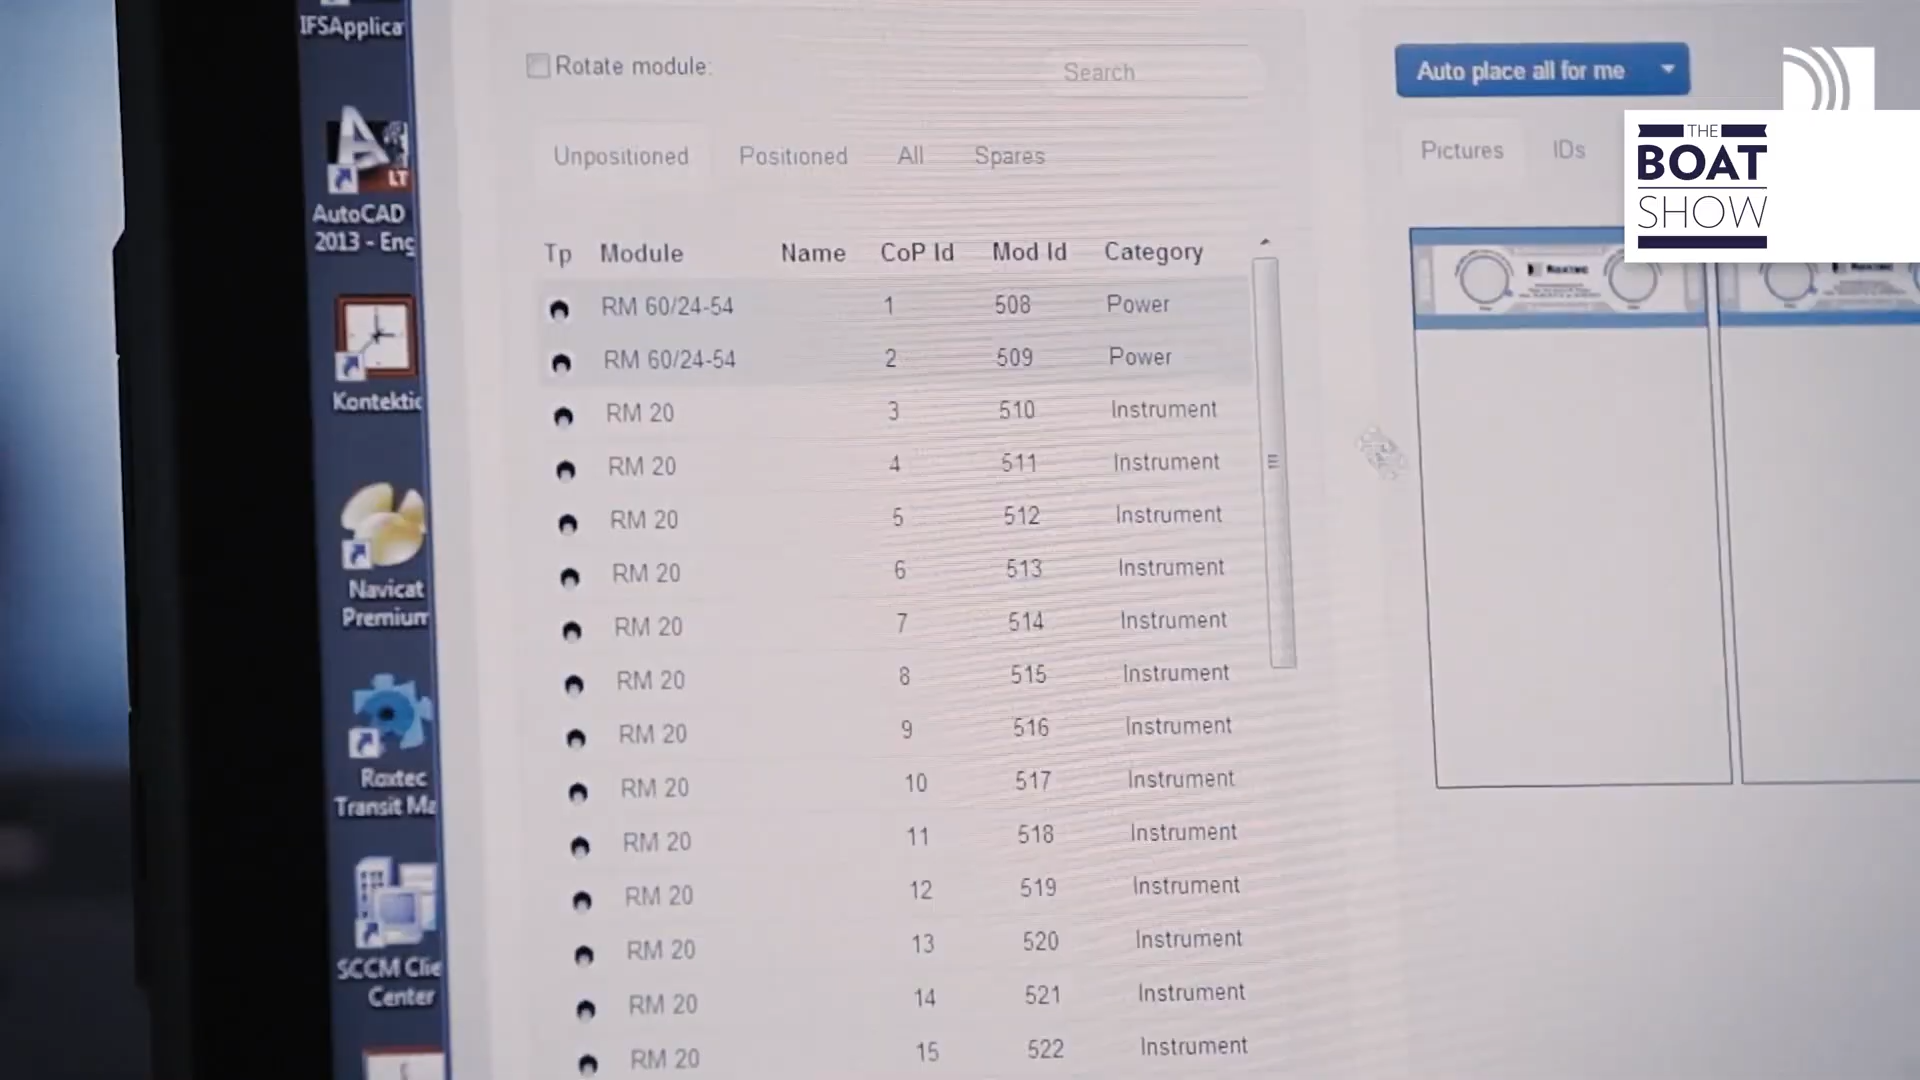 IFSApplica
AutoCAD
2013 - Eng
LT
Kontektic
Navicat
Premium
Roxtec
Transit Ma
SCCM Clie
Center
Rotate module:
Search
Auto place all for me
Unpositioned Positioned All Spares
Pictures IDs
THE
BOAT
SHOW
Tp Module Name CoP Id Mod Id Category
RM 60/24-54 1 508 Power
RM 60/24-54 2 509 Power
RM 20 3 510 Instrument
RM 20 4 511 Instrument
RM 20 5 512 Instrument
RM 20 6 513 Instrument
RM 20 7 514 Instrument
RM 20 8 515 Instrument
RM 20 9 516 Instrument
RM 20 10 517 Instrument
RM 20 11 518 Instrument
RM 20 12 519 Instrument
RM 20 13 520 Instrument
RM 20 14 521 Instrument
RM 20 15 522 Instrument
ROXTEC